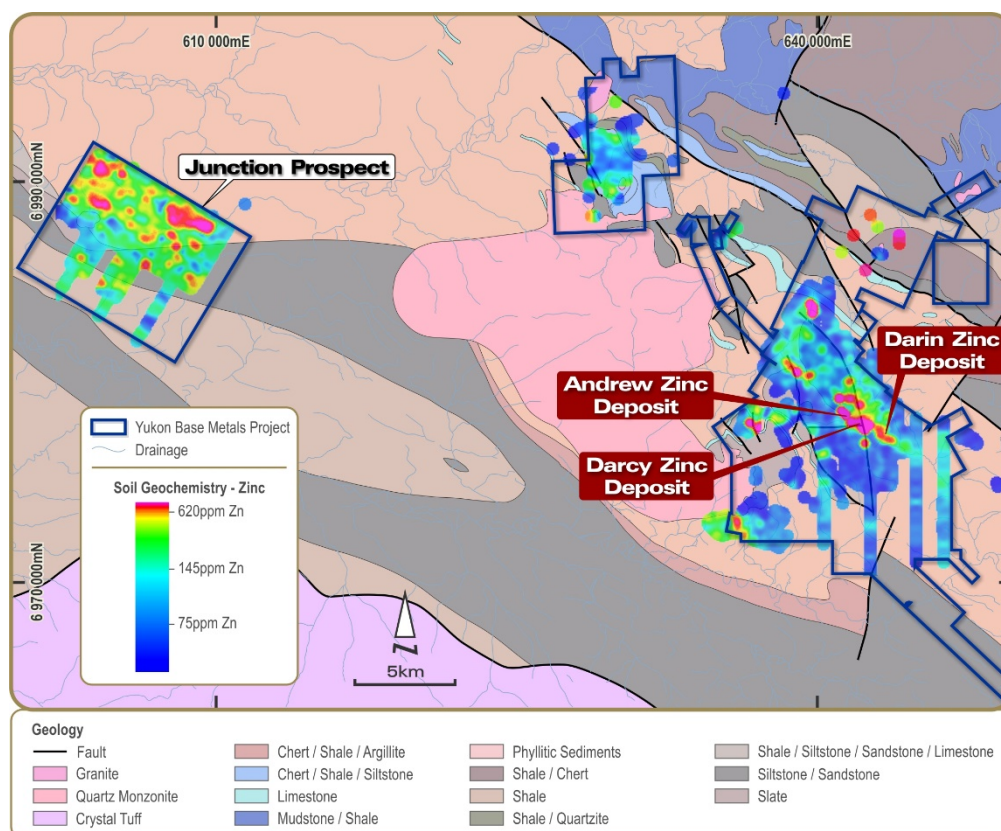 610 000mE
640 000mE
6 990 000mN
Junction Prospect
Darin Zinc
Deposit
Andrew Zinc
Deposit
Darcy Zinc
Deposit
6 970 000mN
Yukon Base Metals Project
Drainage
Soil Geochemistry - Zinc
620ppm Zn
145ppm Zn
75ppm Zn
N
5km
Geology
Fault
Granite
Quartz Monzonite
Crystal Tuff
Chert / Shale / Argillite
Chert / Shale / Siltstone
Limestone
Mudstone / Shale
Phyllitic Sediments
Shale / Chert
Shale
Shale / Quartzite
Shale / Siltstone / Sandstone / Limestone
Siltstone / Sandstone
Slate